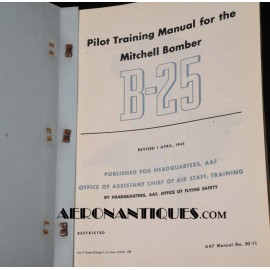 Pilot Training Manual for the
Mitchell Bomber
B-25
REVISED 1 APRIL, 1945
PUBLISHED FOR HEADQUARTERS, AAF
OFFICE OF ASSISTANT CHIEF OF AIR STAFF, TRAINING
BY HEADQUARTERS, AAF, OFFICE OF FLYING SAFETY
AERONANTIQUES.COM
RESTRICTED
AAF Manual No. 50-11